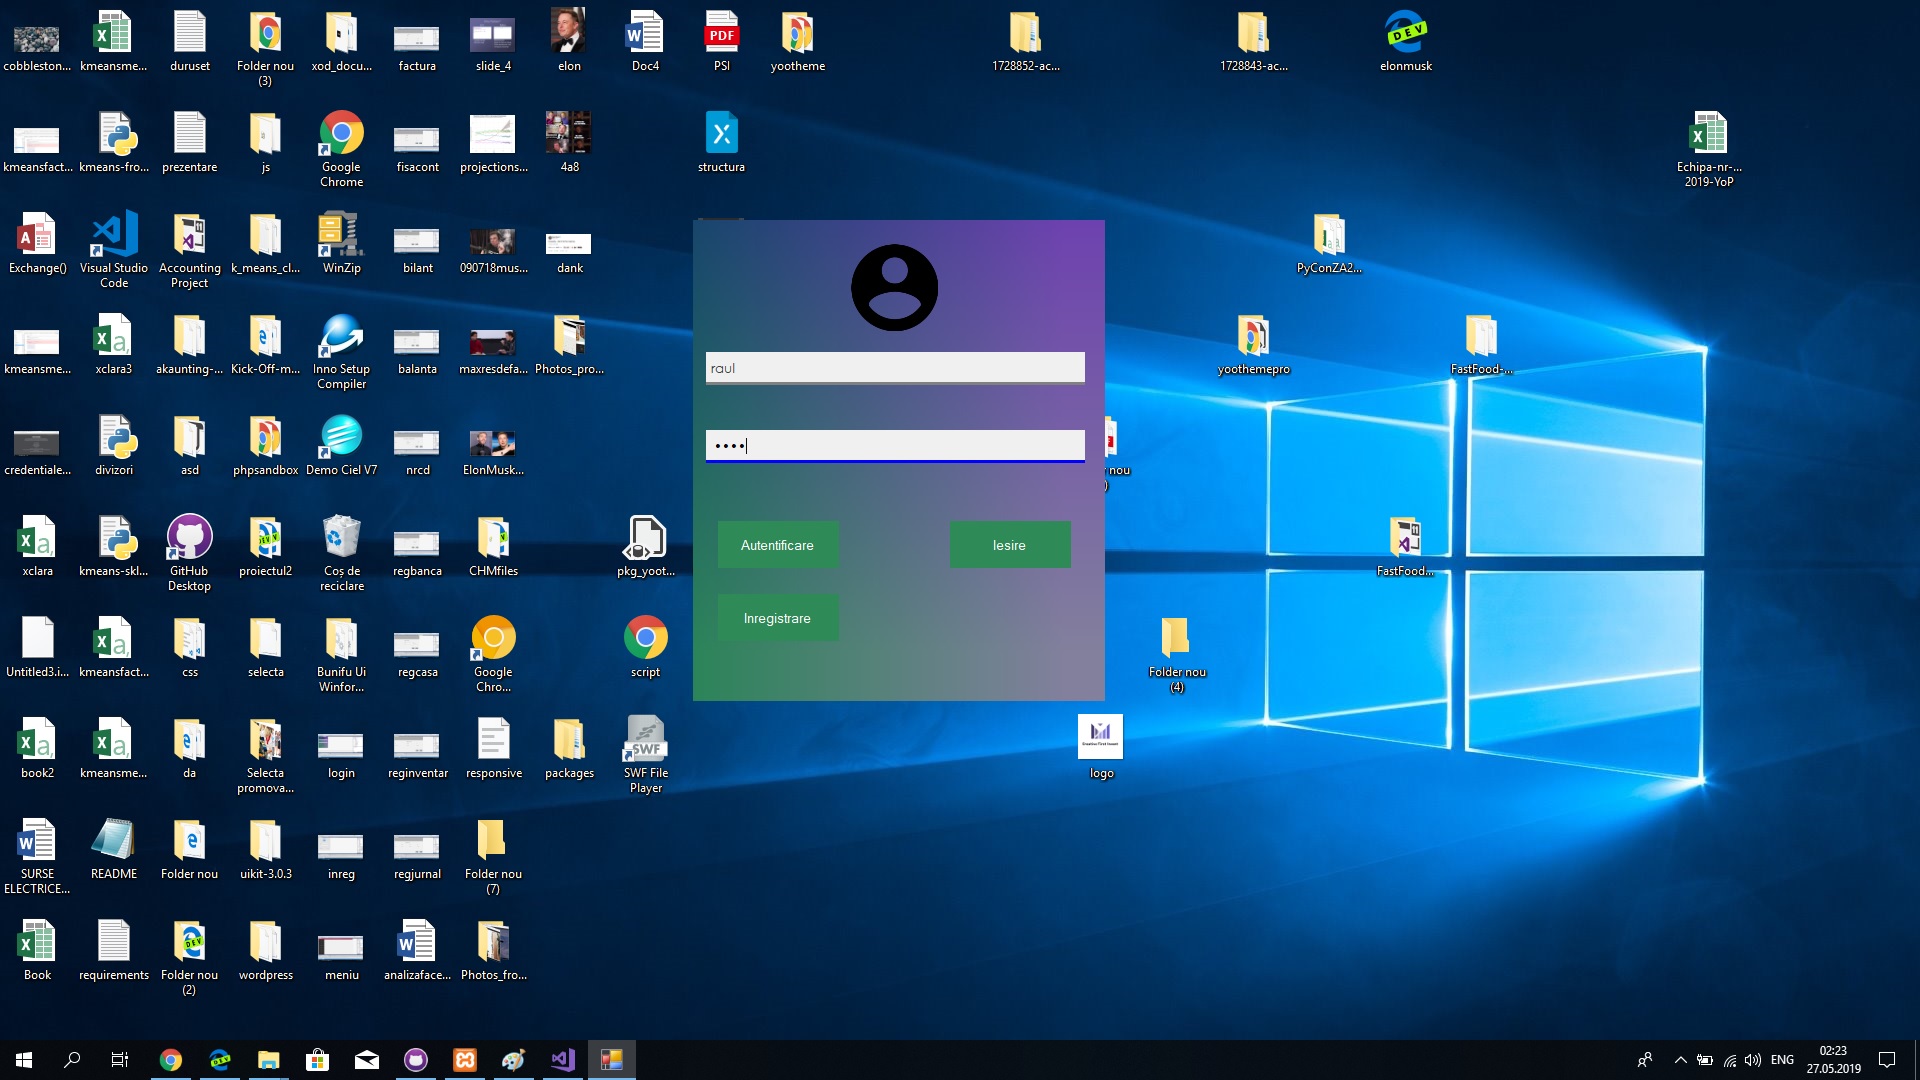 cobbleston...
kmeansme...
duruset
Folder nou
(3)
xod_docu...
factura
slide_4
elon
Doc4
PDF
PSI
yootheme
1728852-ac...
1728843-ac...
DEV
elonmusk
kmeansfact...
kmeans-fro...
prezentare
js
Google
Chrome
fisacont
projections...
4a8
structura
Echipa-nr-...
2019-YoP
Exchange()
Visual Studio
Code
Accounting
Project
k_means_cl...
WinZip
bilant
090718mus...
dank
PyConZA2...
kmeansme...
xclara3
akaunting-...
Kick-Off-m...
Inno Setup
Compiler
balanta
maxresdefa...
Photos_pro...
raul
yoothemepro
FastFood-...
credentiale...
divizori
asd
phpsandbox
Demo Ciel V7
nrcd
ElonMusk...
••••
nou
)
xclara
kmeans-skl...
GitHub
Desktop
proiectul2
Coș de
reciclare
regbanca
CHMfiles
pkg_yoot...
Autentificare
Iesire
FastFood...
Inregistrare
Untitled3.i...
kmeansfact...
css
selecta
Bunifu Ui
Winfor...
regcasa
Google
Chro...
script
Folder nou
(4)
book2
kmeansme...
da
Selecta
promova...
login
reginventar
responsive
packages
SWF
SWF File
Player
Creative First Invest
logo
SURSE
ELECTRICE...
README
Folder nou
uikit-3.0.3
inreg
regjurnal
Folder nou
(7)
Book
requirements
Folder nou
(2)
wordpress
meniu
analizaface...
Photos_fro...
ENG
02:23
27.05.2019